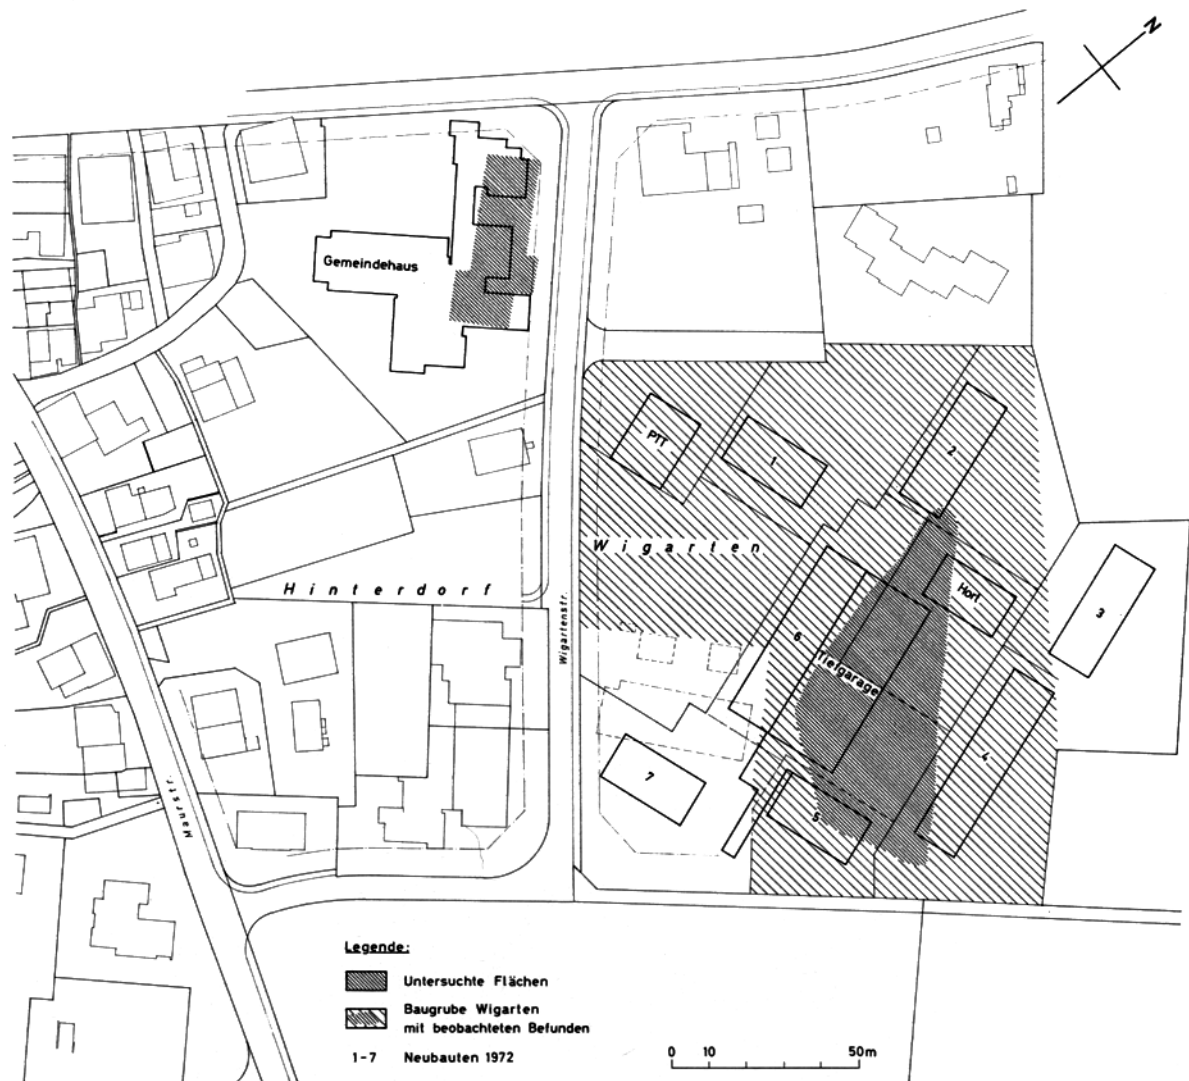 N
Gemeindehaus
PTT
1
2
Wigarten
Hort
3
Hinterdorf
Wigartenstr.
6
Tiefgarage
4
7
5
Maurstr.
Legende:
Untersuchte Flächen
Baugrube Wigarten
mit beobachteten Befunden
1-7 Neubauten 1972
0 10 50m